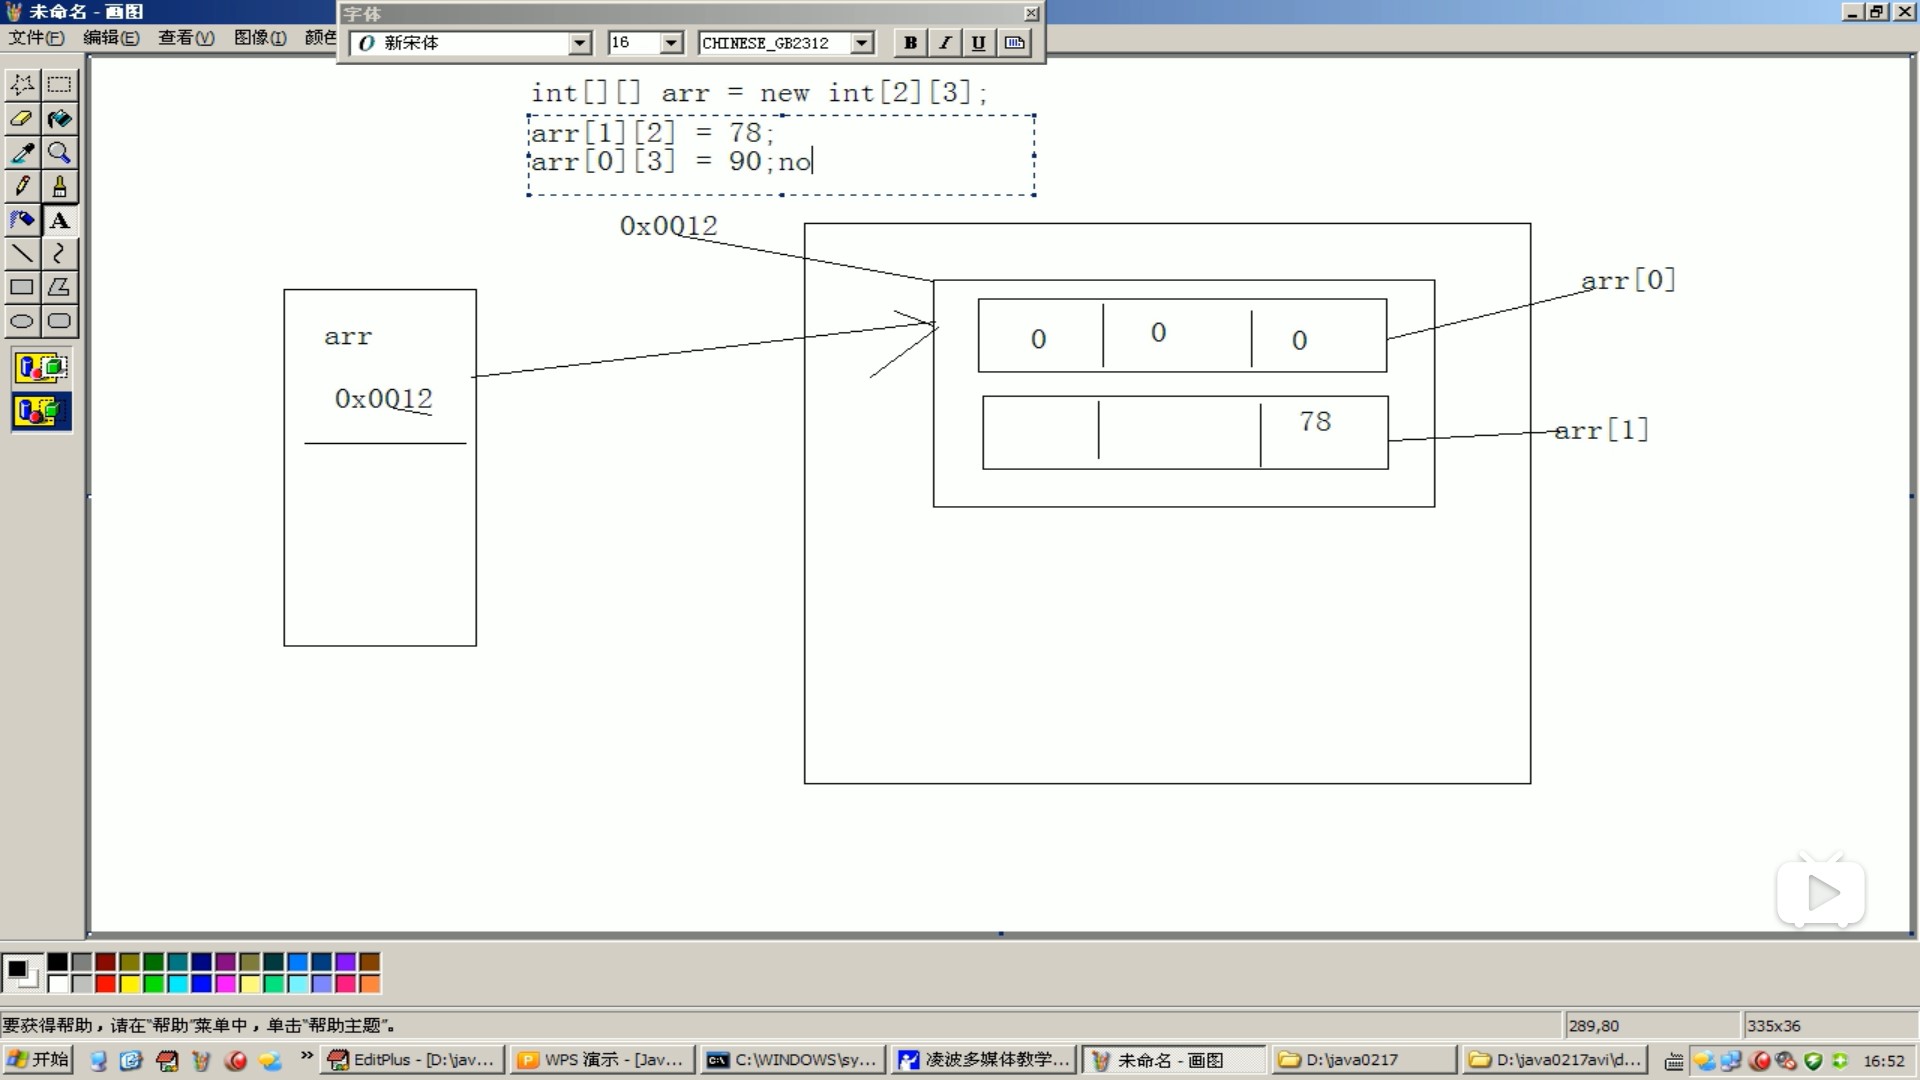 未命名 - 画图
字体
文件(F) 编辑(E) 查看(V) 图像(I) 颜色
新宋体 16 CHINESE_GB2312 B I U
int[][] arr = new int[2][3];
arr[1][2] = 78;
arr[0][3] = 90;no
A
0x0012
arr[0]
arr
0 0 0
0x0012
78
arr[1]
要获得帮助，请在“帮助”菜单中，单击“帮助主题”。
289,80 335x36
开始 » EditPlus - [D:\jav... WPS 演示 - [Jav... C:\WINDOWS\sy... 凌波多媒体教学... 未命名 - 画图 D:\java0217 D:\java0217avi\d... 16:52